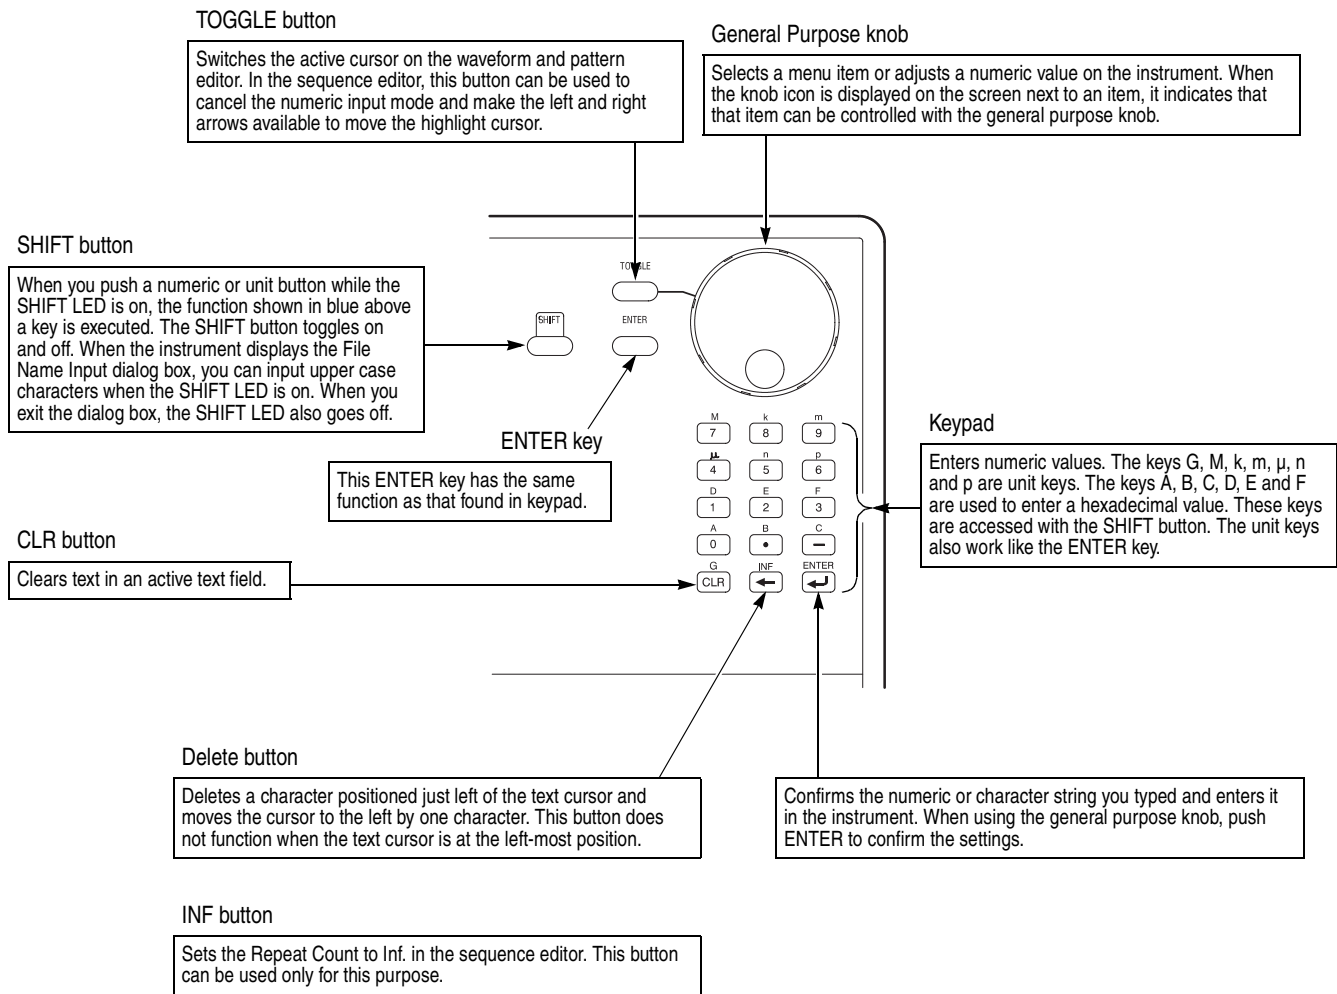 TOGGLE button
Switches the active cursor on the waveform and pattern
editor. In the sequence editor, this button can be used to
cancel the numeric input mode and make the left and right
arrows available to move the highlight cursor.
General Purpose knob
Selects a menu item or adjusts a numeric value on the instrument. When
the knob icon is displayed on the screen next to an item, it indicates that
that item can be controlled with the general purpose knob.
SHIFT button
When you push a numeric or unit button while the
SHIFT LED is on, the function shown in blue above
a key is executed. The SHIFT button toggles on
and off. When the instrument displays the File
Name Input dialog box, you can input upper case
characters when the SHIFT LED is on. When you
exit the dialog box, the SHIFT LED also goes off.
TOGGLE
SHIFT
ENTER
ENTER key
This ENTER key has the same
function as that found in keypad.
M k m
7 8 9
µ n p
4 5 6
D E F
1 2 3
A B C
0 • –
G INF ENTER
CLR ← ↵
Keypad
Enters numeric values. The keys G, M, k, m, µ, n
and p are unit keys. The keys A, B, C, D, E and F
are used to enter a hexadecimal value. These keys
are accessed with the SHIFT button. The unit keys
also work like the ENTER key.
CLR button
Clears text in an active text field.
Delete button
Deletes a character positioned just left of the text cursor and
moves the cursor to the left by one character. This button does
not function when the text cursor is at the left-most position.
Confirms the numeric or character string you typed and enters it
in the instrument. When using the general purpose knob, push
ENTER to confirm the settings.
INF button
Sets the Repeat Count to Inf. in the sequence editor. This button
can be used only for this purpose.